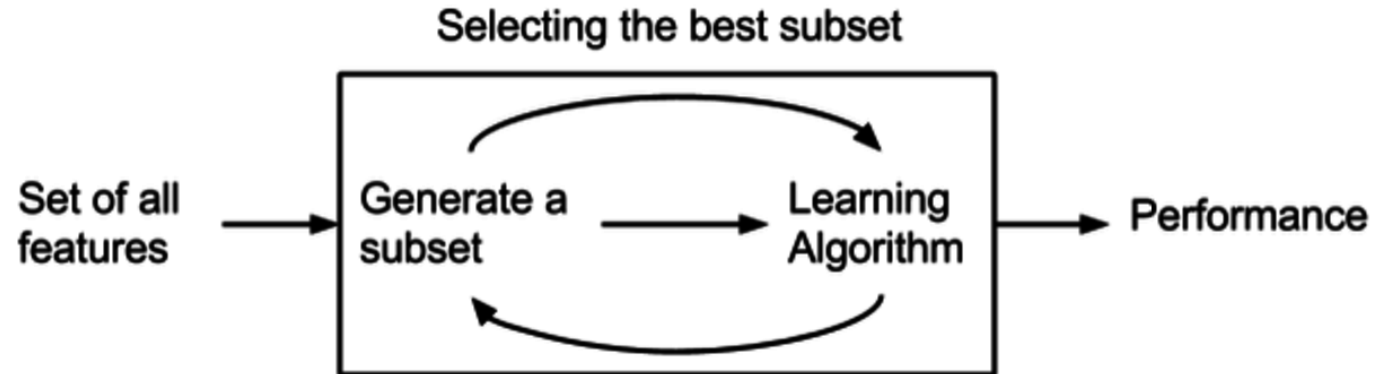 Selecting the best subset
Set of all
features
Generate a
subset
Learning
Algorithm
Performance